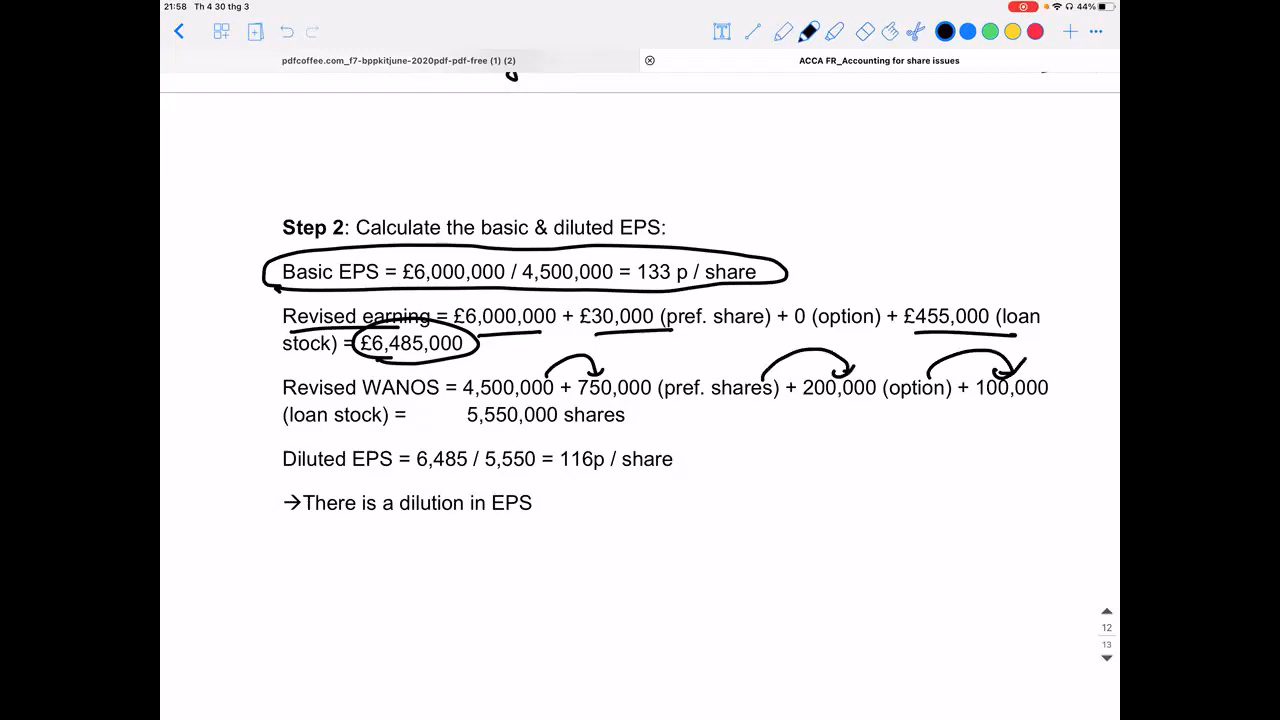 21:58 Th 4 30 thg 3 44%
pdfcoffee.com_f7-bppkitjune-2020pdf-pdf-free (1) (2) ACCA FR_Accounting for share issues
Step 2: Calculate the basic & diluted EPS:
Basic EPS = £6,000,000 / 4,500,000 = 133 p / share
Revised earning = £6,000,000 + £30,000 (pref. share) + 0 (option) + £455,000 (loan
stock) = £6,485,000
Revised WANOS = 4,500,000 + 750,000 (pref. shares) + 200,000 (option) + 100,000
(loan stock) = 5,550,000 shares
Diluted EPS = 6,485 / 5,550 = 116p / share
→There is a dilution in EPS
12
13